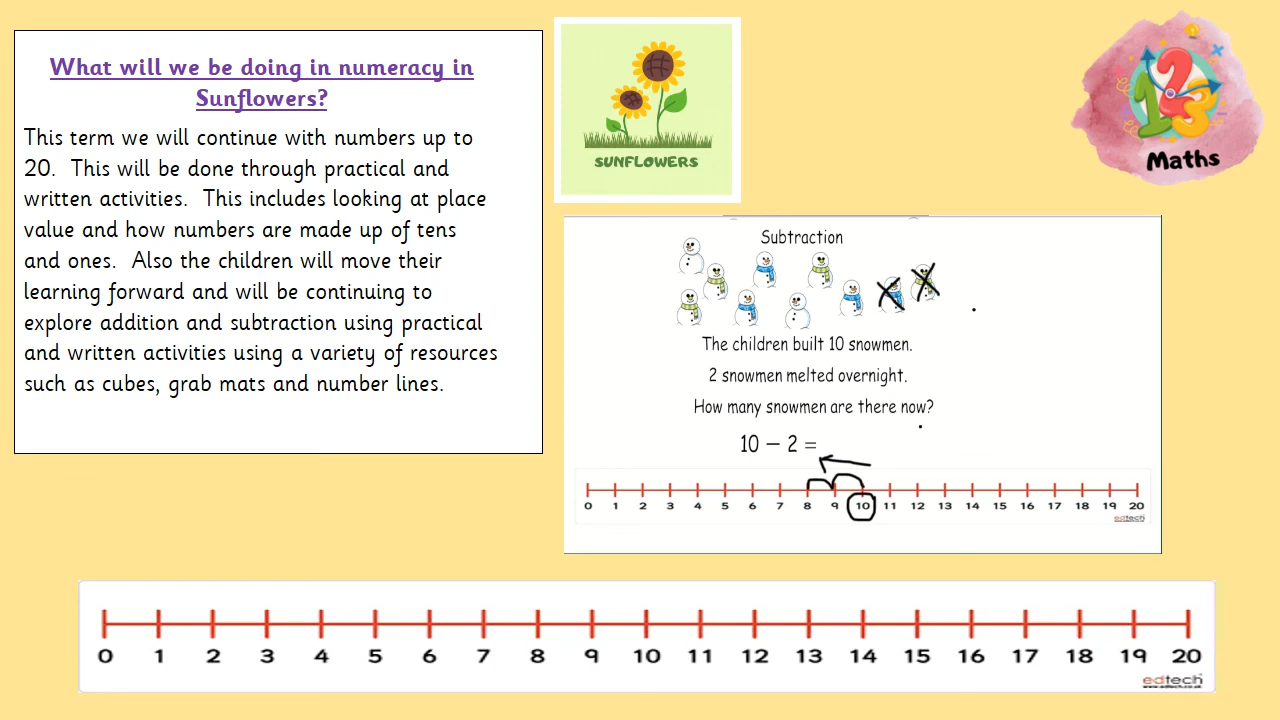 What will we be doing in numeracy in
Sunflowers?
This term we will continue with numbers up to
20.  This will be done through practical and
written activities.  This includes looking at place
value and how numbers are made up of tens
and ones.  Also the children will move their
learning forward and will be continuing to
explore addition and subtraction using practical
and written activities using a variety of resources
such as cubes, grab mats and number lines.
SUNFLOWERS
123
Maths
Subtraction
The children built 10 snowmen.
2 snowmen melted overnight.
How many snowmen are there now?
10 – 2 =
0 1 2 3 4 5 6 7 8 9 10 11 12 13 14 15 16 17 18 19 20
edtech
0 1 2 3 4 5 6 7 8 9 10 11 12 13 14 15 16 17 18 19 20
edtech
www.edtech.co.uk